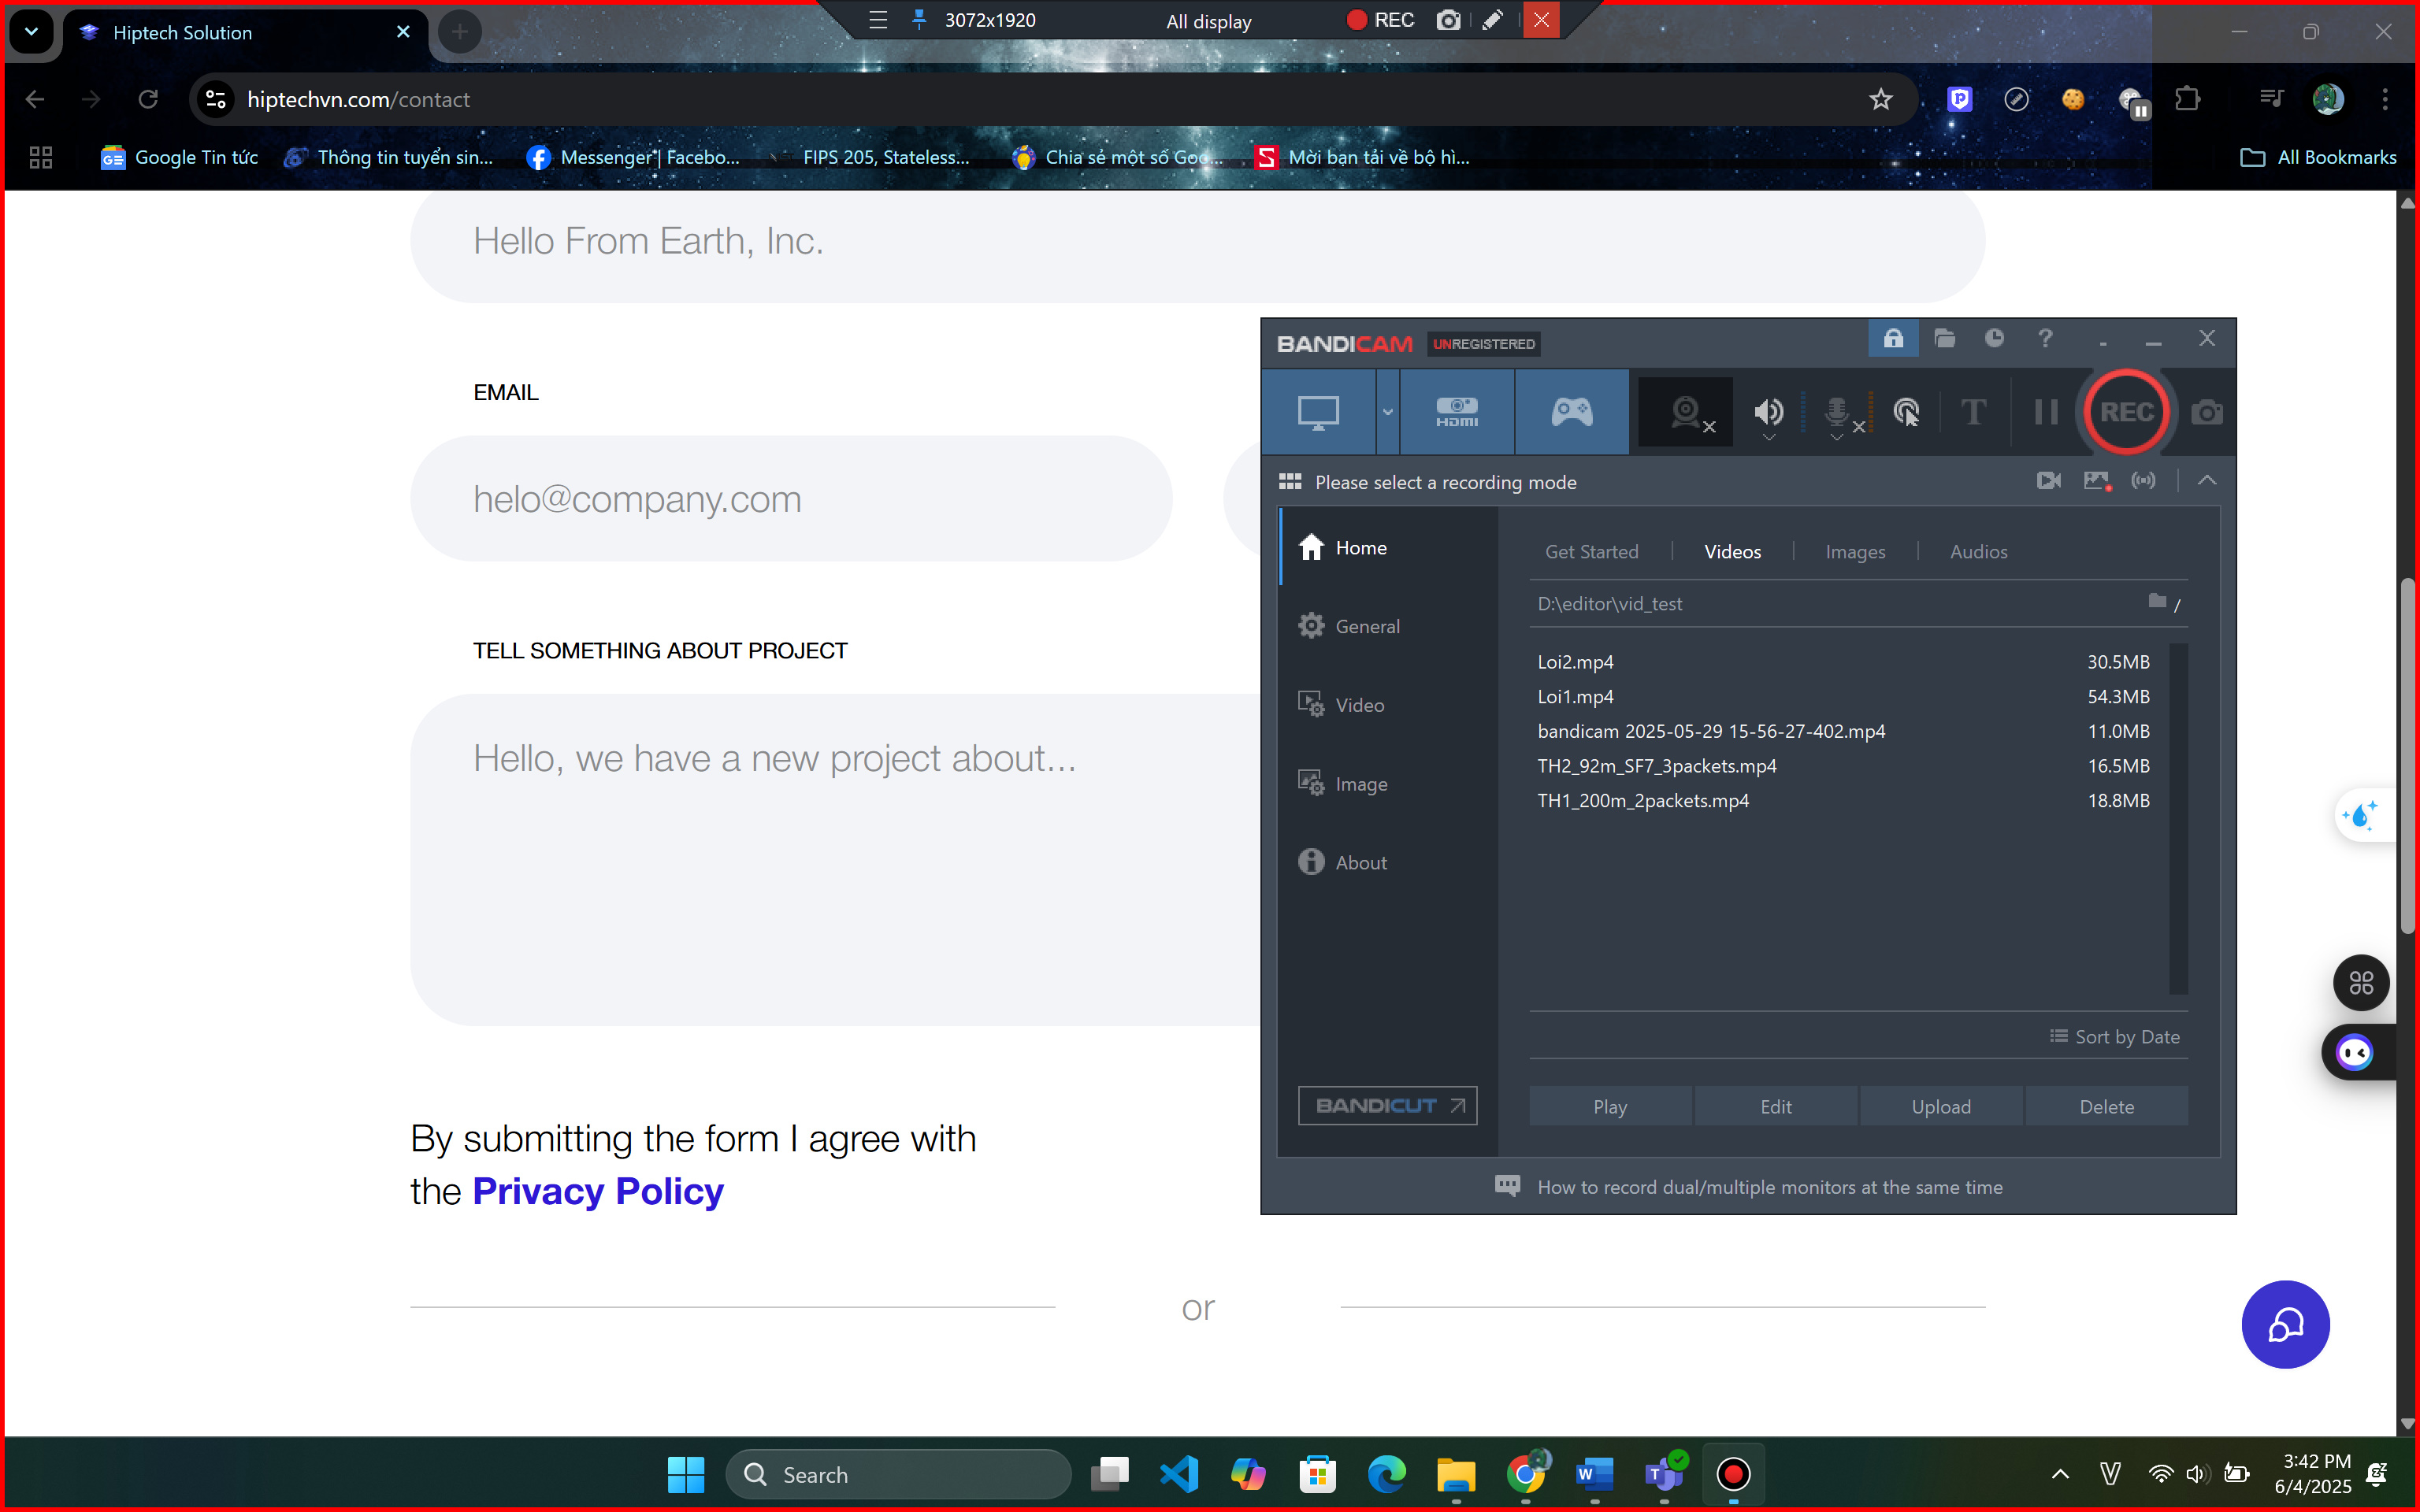 Hiptech Solution
3072x1920
All display
REC
hiptechvn.com/contact
Google Tin tức
Thông tin tuyển sin...
Messenger | Facebo...
FIPS 205, Stateless...
Chia sẻ một số Goo...
Mời bạn tải về bộ hì...
All Bookmarks
Hello From Earth, Inc.
EMAIL
helo@company.com
TELL SOMETHING ABOUT PROJECT
Hello, we have a new project about...
By submitting the form I agree with
the Privacy Policy
or
BANDICAM UNREGISTERED
HDMI
T
REC
Please select a recording mode
Home
General
Video
Image
About
BANDICUT
Get Started
Videos
Images
Audios
D:\editor\vid_test
/
Loi2.mp4 30.5MB
Loi1.mp4 54.3MB
bandicam 2025-05-29 15-56-27-402.mp4 11.0MB
TH2_92m_SF7_3packets.mp4 16.5MB
TH1_200m_2packets.mp4 18.8MB
Sort by Date
Play
Edit
Upload
Delete
How to record dual/multiple monitors at the same time
Search
3:42 PM
6/4/2025